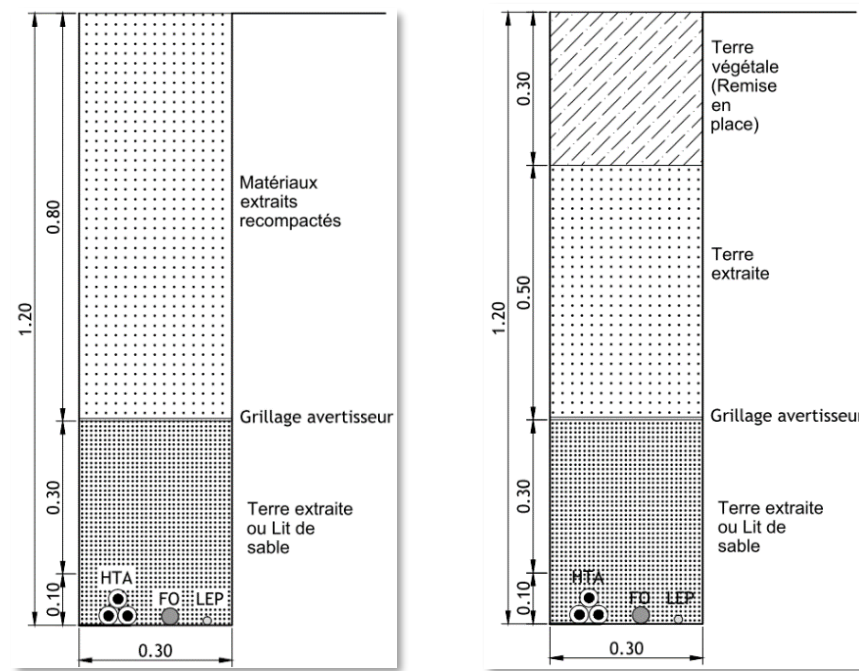 0.80
1.20
0.30
0.10
0.30
Matériaux
extraits
recompactés
Grillage avertisseur
Terre extraite
ou Lit de
sable
HTA
FO
LEP
0.30
0.50
1.20
0.30
0.10
0.30
Terre
végétale
(Remise
en
place)
Terre
extraite
Grillage avertisseur
Terre extraite
ou Lit de
sable
HTA
FO
LEP